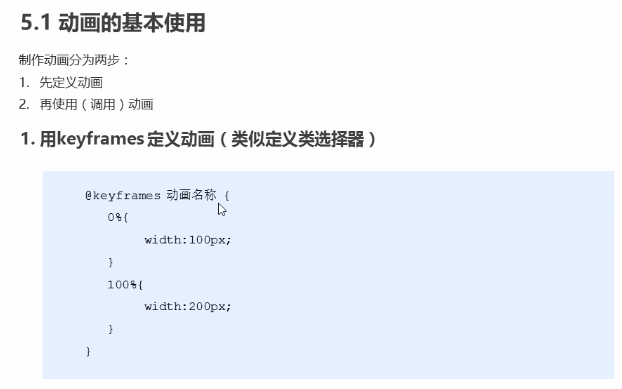 5.1 动画的基本使用
制作动画分为两步：
1. 先定义动画
2. 再使用（调用）动画
1. 用keyframes 定义动画（类似定义类选择器）
@keyframes 动画名称 {
0%{
width:100px;
}
100%{
width:200px;
}
}